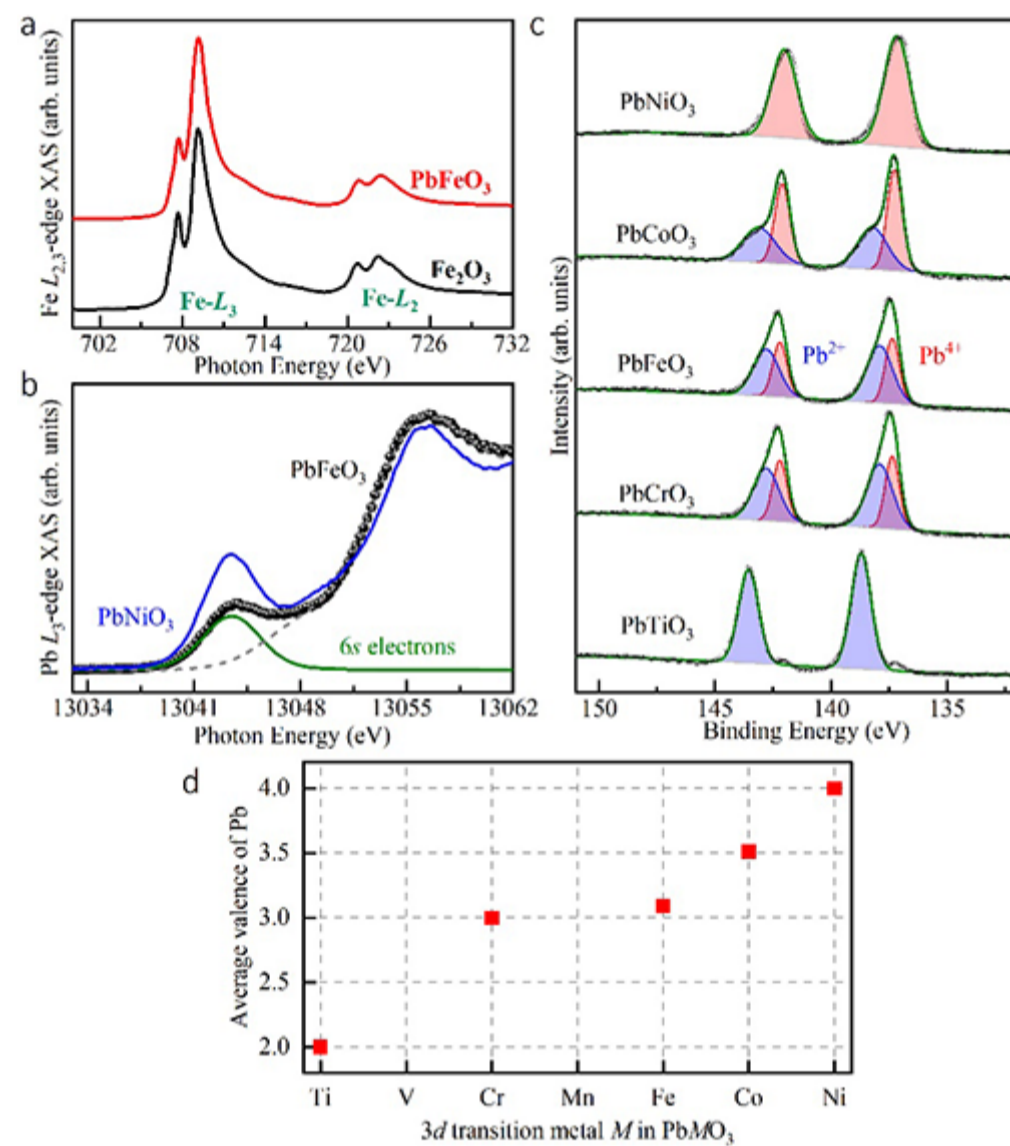 a
Fe L2,3-edge XAS (arb. units)
PbFeO3
Fe2O3
Fe-L3
Fe-L2
702 708 714 720 726 732
Photon Energy (eV)
b
Pb L3-edge XAS (arb. units)
PbFeO3
PbNiO3
6s electrons
13034 13041 13048 13055 13062
Photon Energy (eV)
c
Intensity (arb. units)
PbNiO3
PbCoO3
PbFeO3
Pb2+
Pb4+
PbCrO3
PbTiO3
150 145 140 135
Binding Energy (eV)
d
Average valence of Pb
4.0
3.5
3.0
2.5
2.0
Ti V Cr Mn Fe Co Ni
3d transition metal M in PbMO3